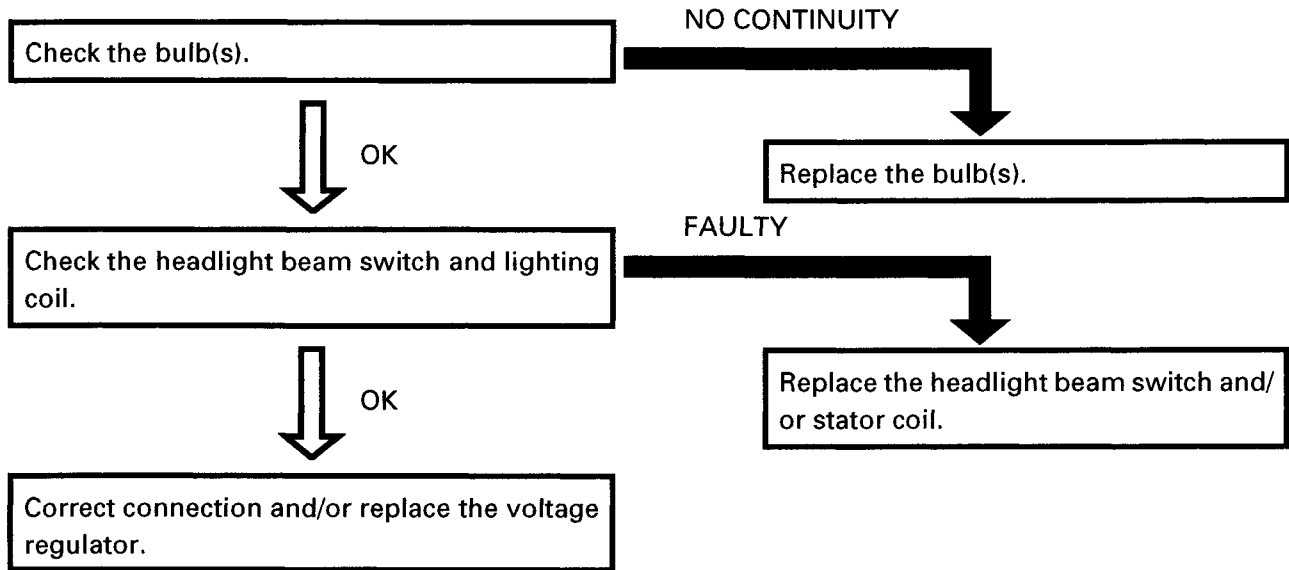 NO CONTINUITY
Check the bulb(s).
OK
Replace the bulb(s).
FAULTY
Check the headlight beam switch and lighting
coil.
Replace the headlight beam switch and/
or stator coil.
OK
Correct connection and/or replace the voltage
regulator.